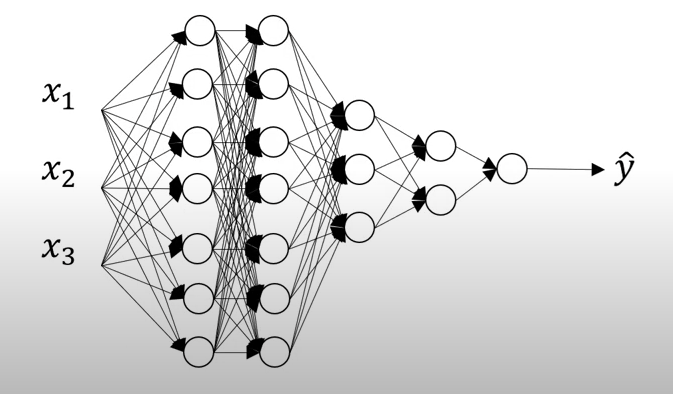 x₁
x₂
x₃
ŷ